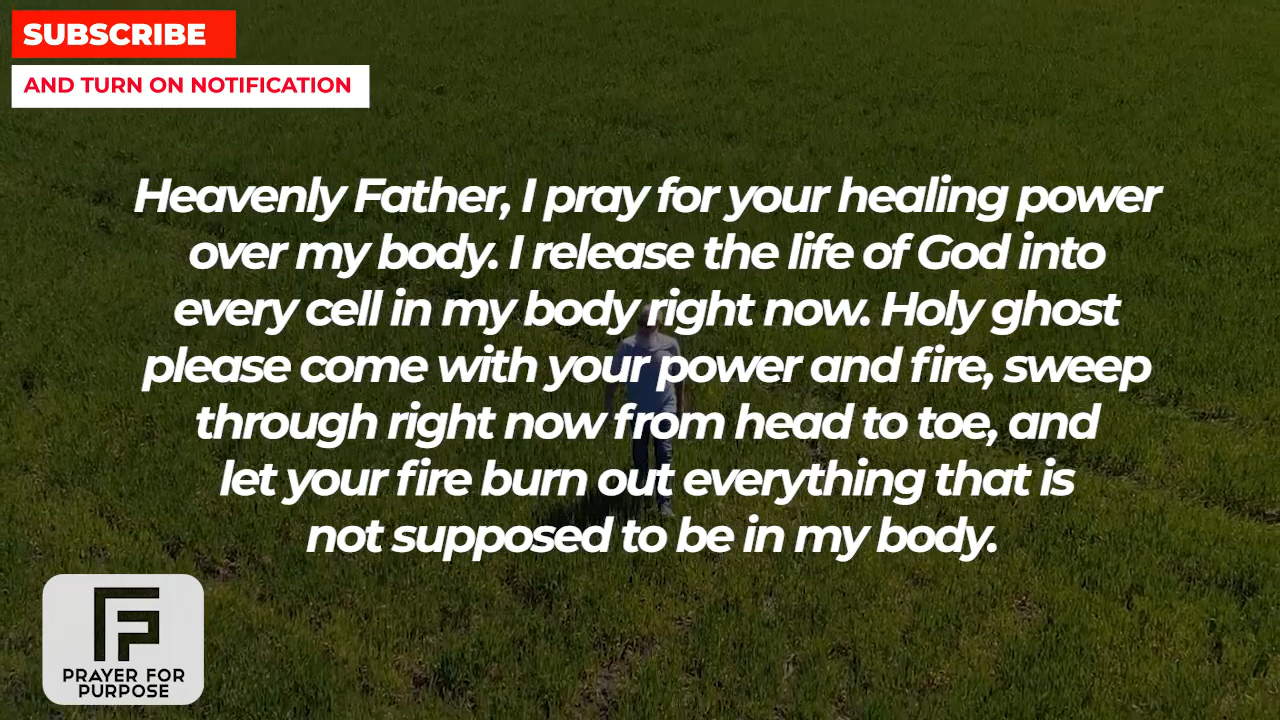 SUBSCRIBE
AND TURN ON NOTIFICATION
Heavenly Father, I pray for your healing power
over my body. I release the life of God into
every cell in my body right now. Holy ghost
please come with your power and fire, sweep
through right now from head to toe, and
let your fire burn out everything that is
not supposed to be in my body.
PRAYER FOR
PURPOSE